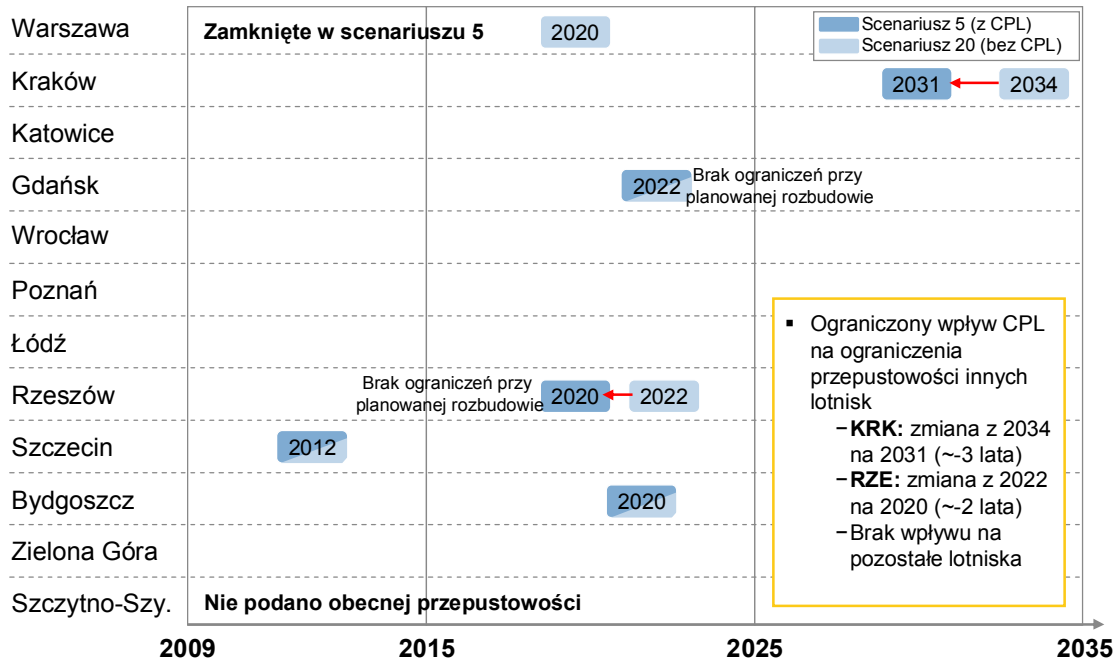 Warszawa
Zamknięte w scenariuszu 5
2020
Scenariusz 5 (z CPL)
Scenariusz 20 (bez CPL)
Kraków
2031
2034
Katowice
Gdańsk
2022
Brak ograniczeń przy
planowanej rozbudowie
Wrocław
Poznań
Łódź
Rzeszów
Brak ograniczeń przy
planowanej rozbudowie
2020
2022
Szczecin
2012
Bydgoszcz
2020
Zielona Góra
Szczytno-Szy.
Nie podano obecnej przepustowości
▪ Ograniczony wpływ CPL
na ograniczenia
przepustowości innych
lotnisk
−KRK: zmiana z 2034
na 2031 (~-3 lata)
−RZE: zmiana z 2022
na 2020 (~-2 lata)
−Brak wpływu na
pozostałe lotniska
2009
2015
2025
2035